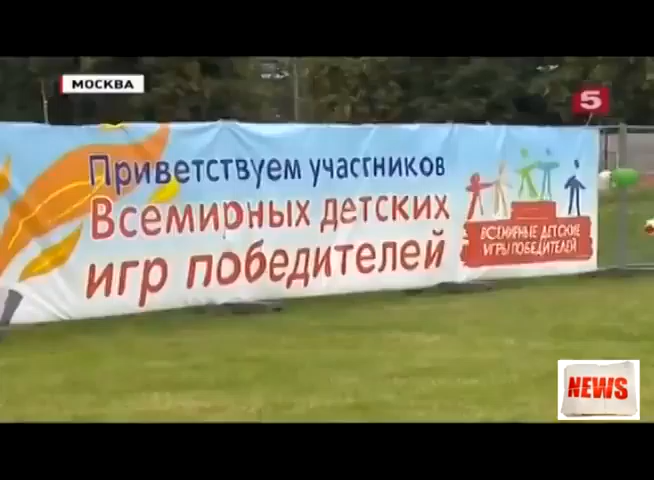 МОСКВА
5
Приветствуем участников
Всемирных детских
игр победителей
ВСЕМИРНЫЕ ДЕТСКИЕ
ИГРЫ ПОБЕДИТЕЛЕЙ
NEWS